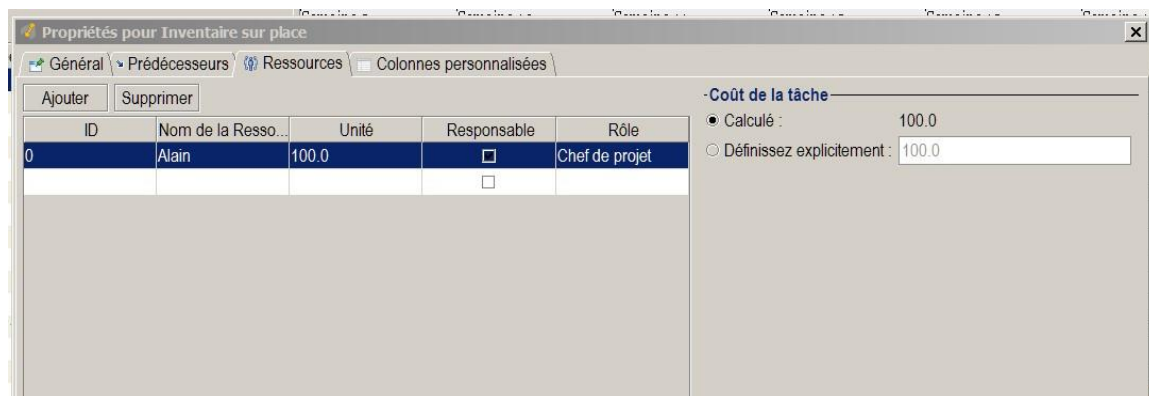 Propriétés pour Inventaire sur place
Général Prédécesseurs Ressources Colonnes personnalisées
Ajouter Supprimer
ID Nom de la Resso... Unité Responsable Rôle
0 Alain 100.0 Chef de projet
Coût de la tâche
Calculé : 100.0
Définissez explicitement : 100.0